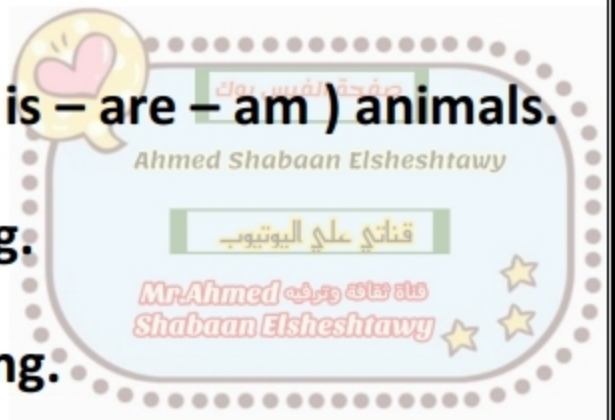 صفحة الفيس بوك
is – are – am ) animals.
Ahmed Shabaan Elsheshtawy
g.
قناتي علي اليوتيوب
Mr.Ahmed قناة ثقافة وترفيه
Shabaan Elsheshtawy
ng.